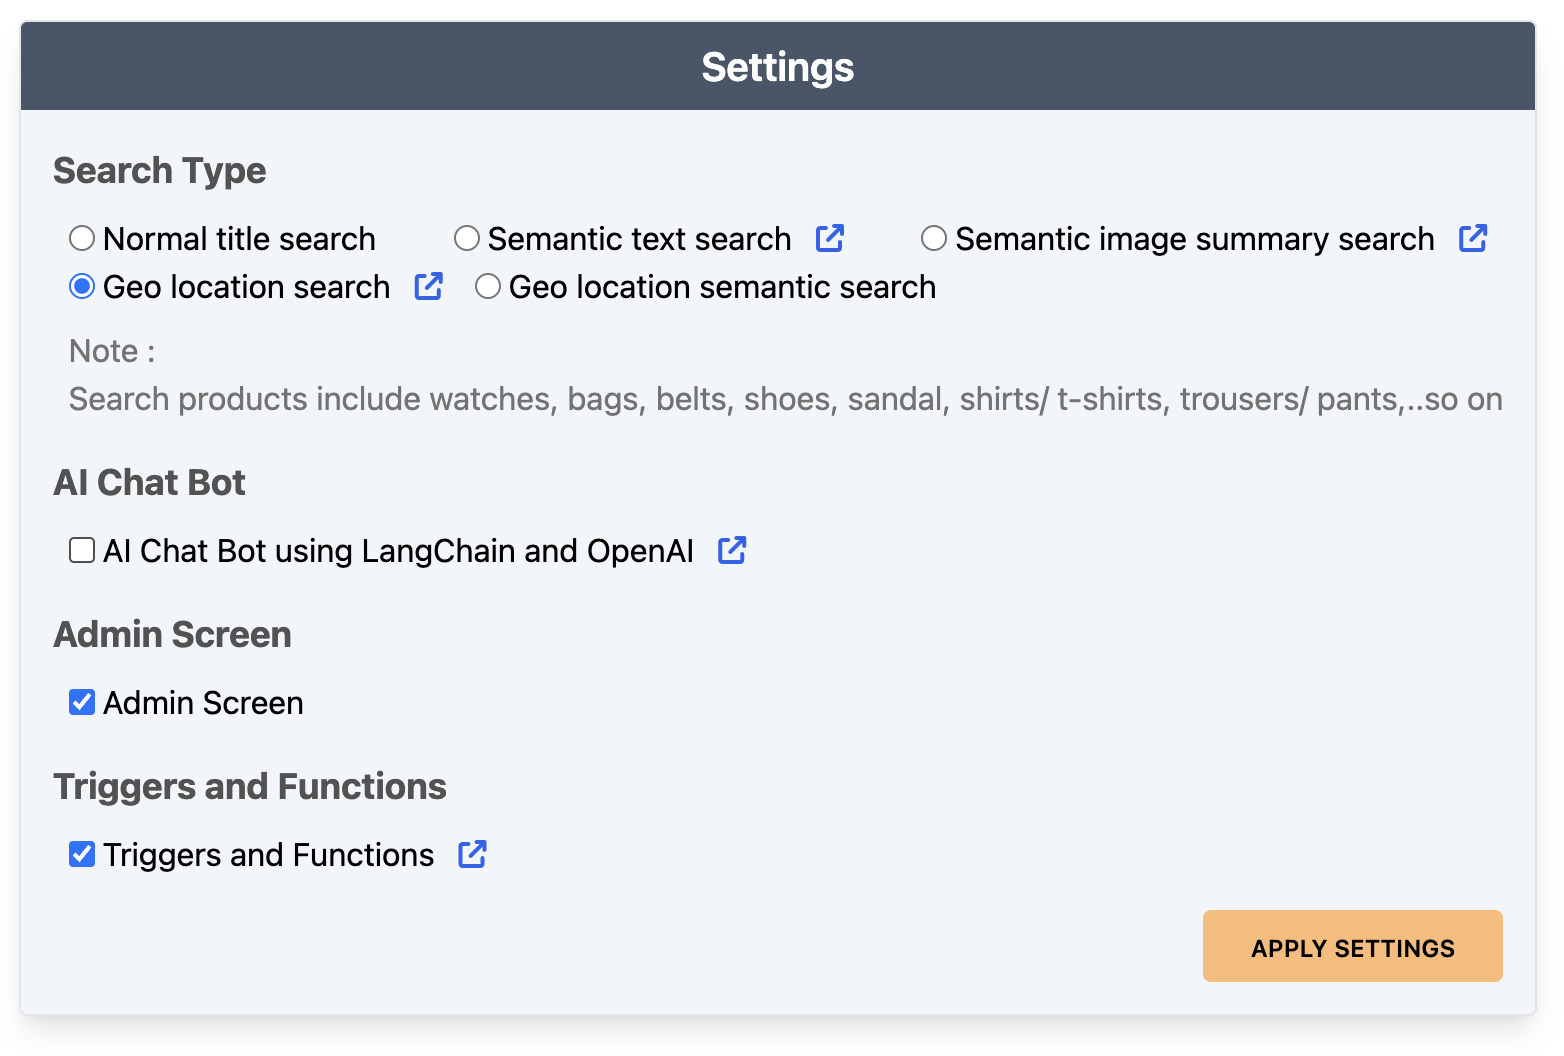 Settings
Search Type
Normal title search Semantic text search Semantic image summary search
Geo location search Geo location semantic search
Note :
Search products include watches, bags, belts, shoes, sandal, shirts/ t-shirts, trousers/ pants,..so on
AI Chat Bot
AI Chat Bot using LangChain and OpenAI
Admin Screen
Admin Screen
Triggers and Functions
Triggers and Functions
APPLY SETTINGS